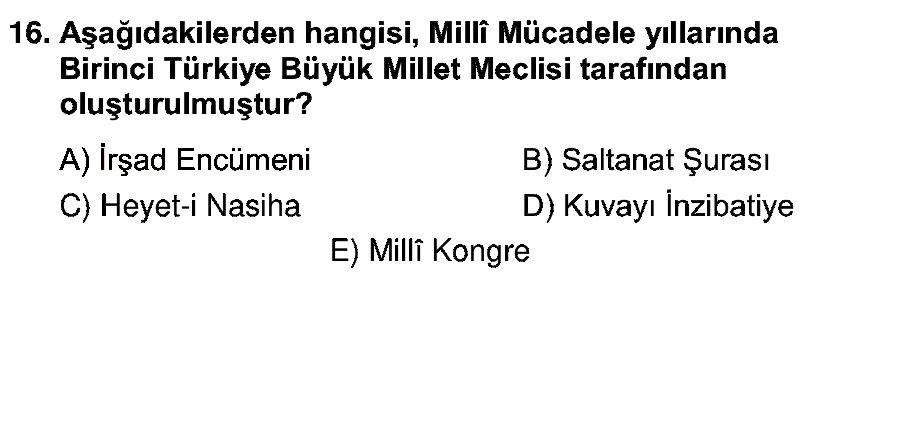 16. Aşağıdakilerden hangisi, Millî Mücadele yıllarında
Birinci Türkiye Büyük Millet Meclisi tarafından
oluşturulmuştur?
A) İrşad Encümeni B) Saltanat Şurası
C) Heyet-i Nasiha D) Kuvayı İnzibatiye
E) Millî Kongre